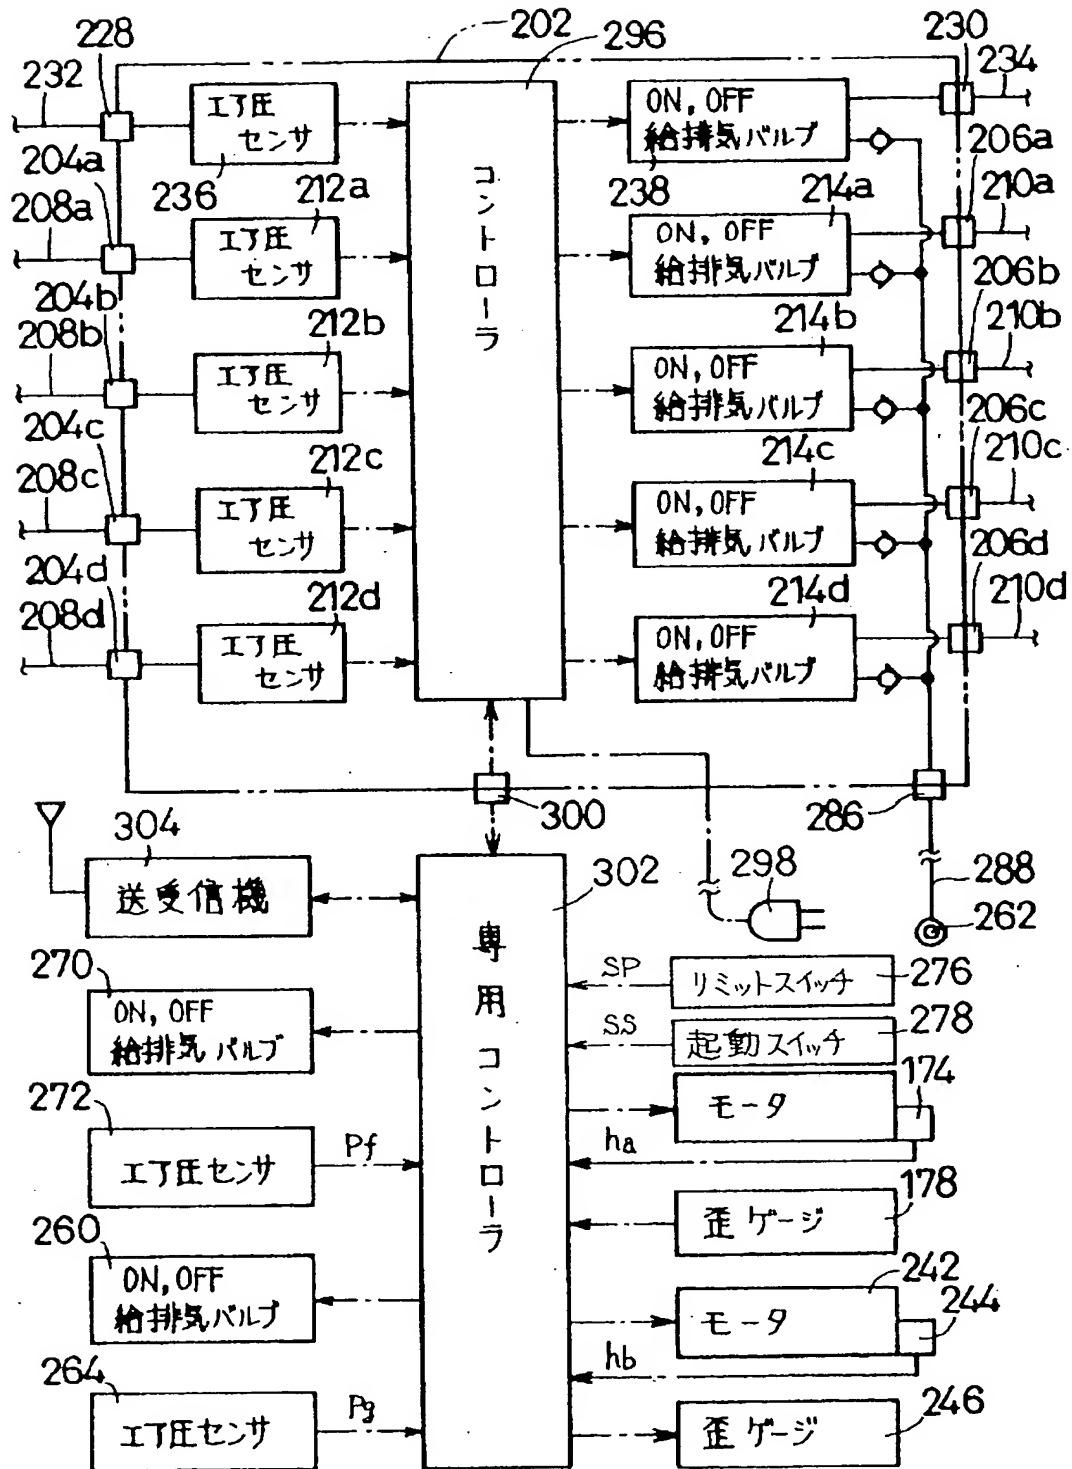 228
202
296
230
232
234
エア圧
センサ
ON, OFF
給排気バルブ
204a
236
212a
238
214a
206a
208a
210a
エア圧
センサ
ON, OFF
給排気バルブ
204b
212b
214b
206b
208b
210b
エア圧
センサ
ON, OFF
給排気バルブ
コントローラ
204c
212c
214c
206c
208c
210c
エア圧
センサ
ON, OFF
給排気バルブ
204d
212d
214d
206d
208d
210d
エア圧
センサ
ON, OFF
給排気バルブ
300
286
304
302
298
288
262
送受信機
専用コントローラ
270
ON, OFF
給排気バルブ
SP
リミットスイッチ
276
SS
起動スイッチ
278
272
エア圧センサ
Pf
モータ
174
ha
歪ゲージ
178
260
ON, OFF
給排気バルブ
242
モータ
244
hb
264
エア圧センサ
Pg
歪ゲージ
246